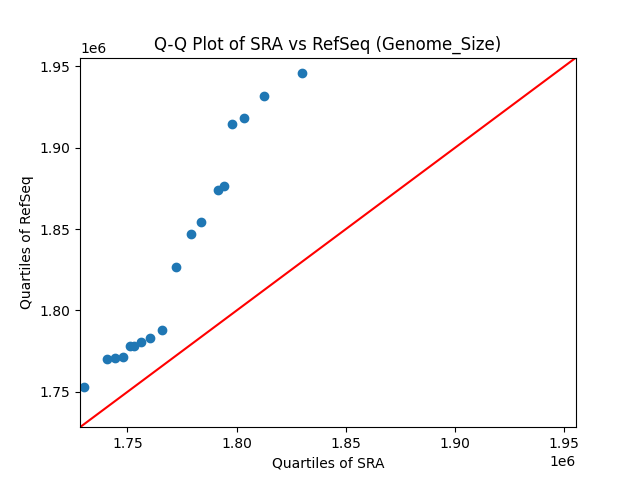 Q-Q Plot of SRA vs RefSeq (Genome_Size)
1e6
1.95
1.90
1.85
1.80
1.75
Quartiles of RefSeq
1.75 1.80 1.85 1.90 1.95
Quartiles of SRA
1e6